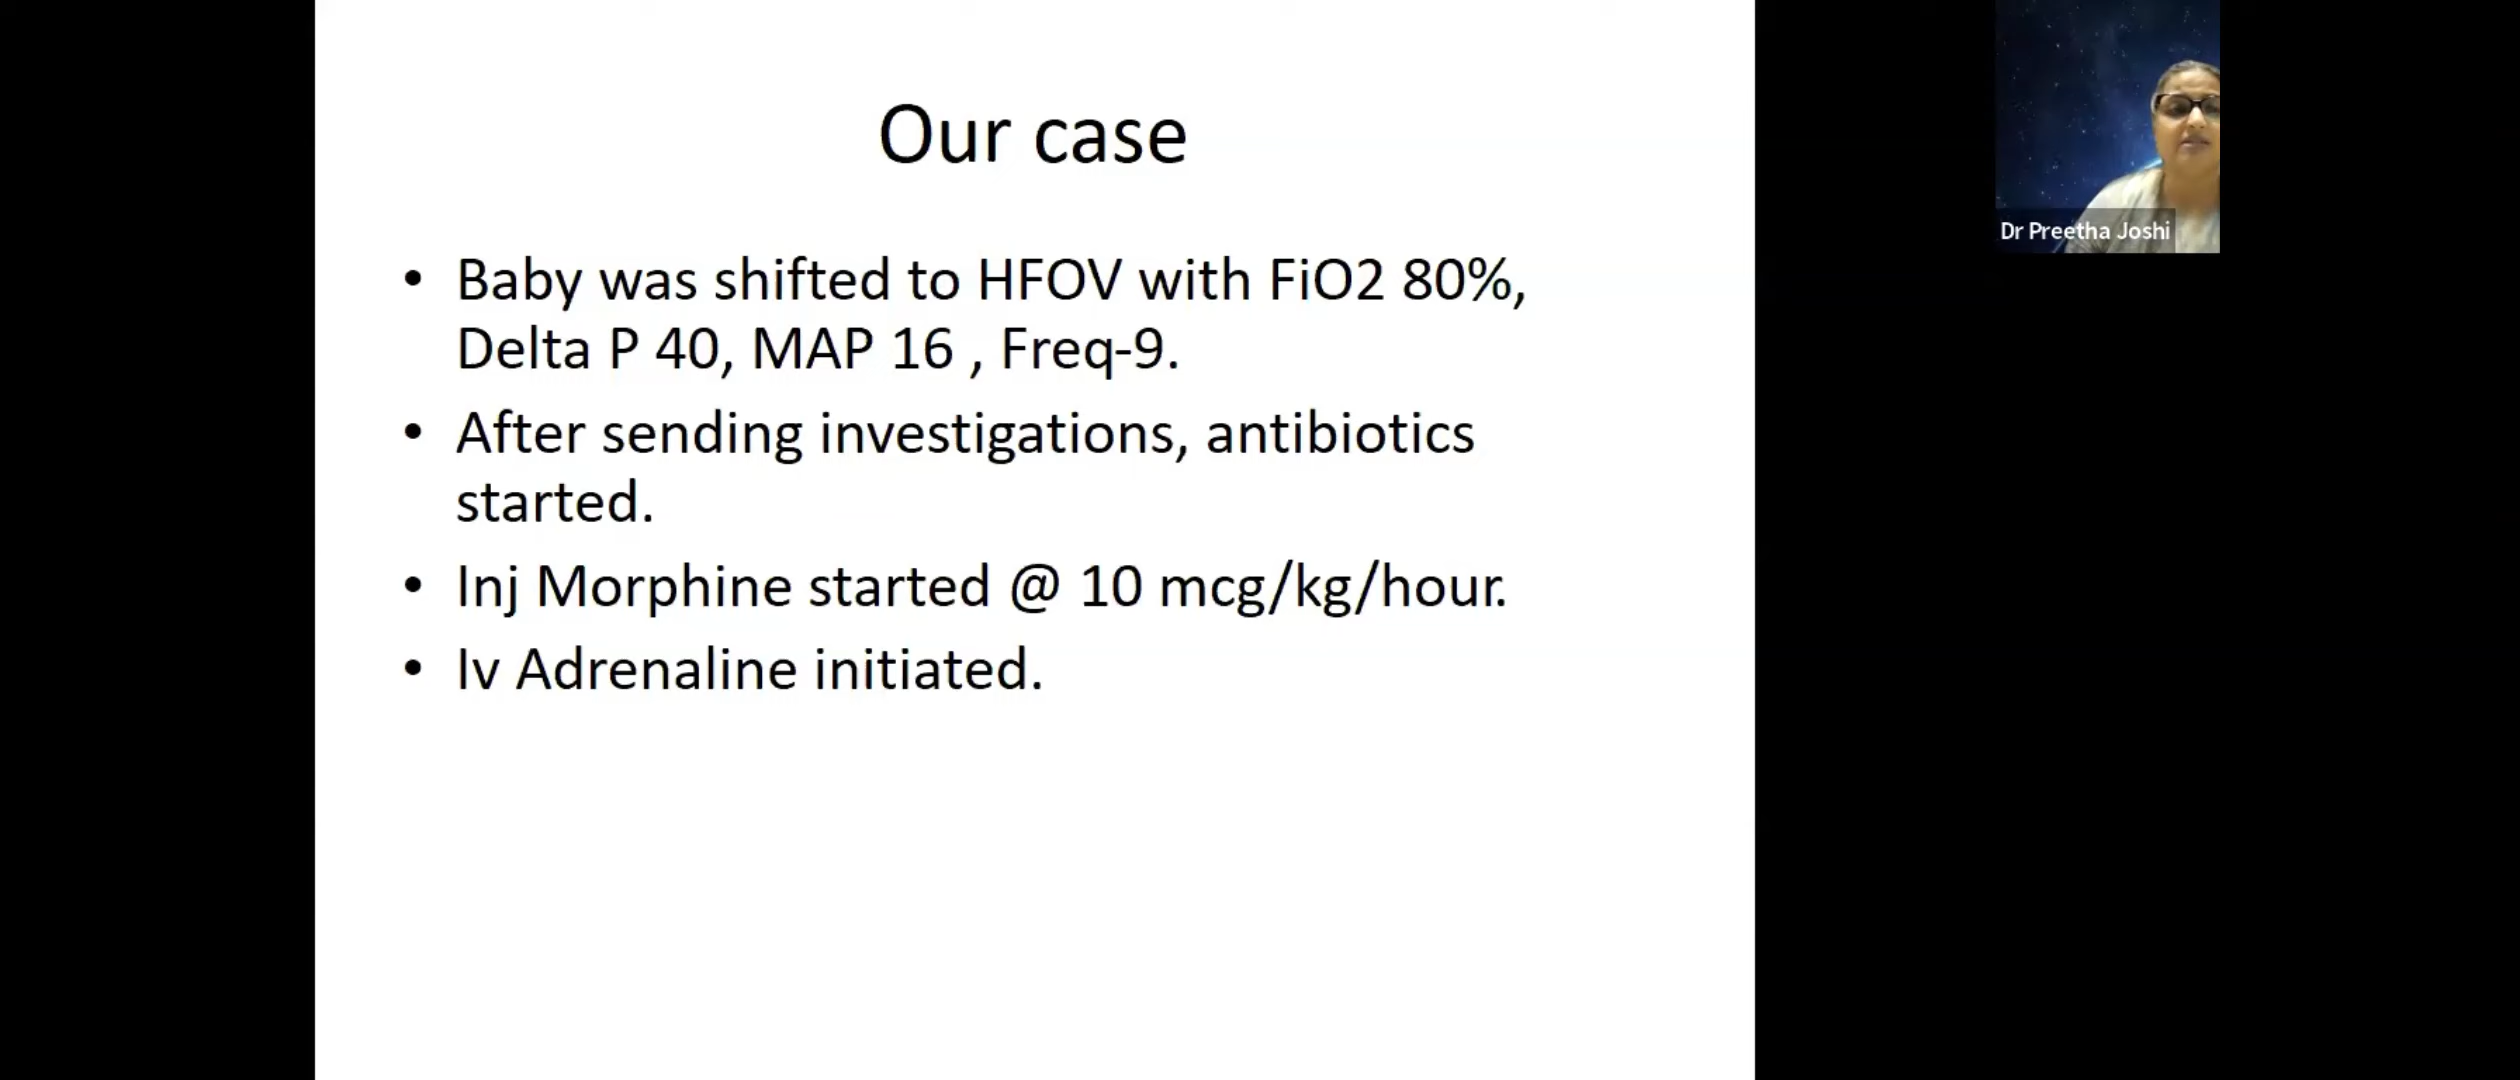 Our case
• Baby was shifted to HFOV with FiO2 80%,
Delta P 40, MAP 16 , Freq-9.
• After sending investigations, antibiotics
started.
• Inj Morphine started @ 10 mcg/kg/hour.
• Iv Adrenaline initiated.
Dr Preetha Joshi